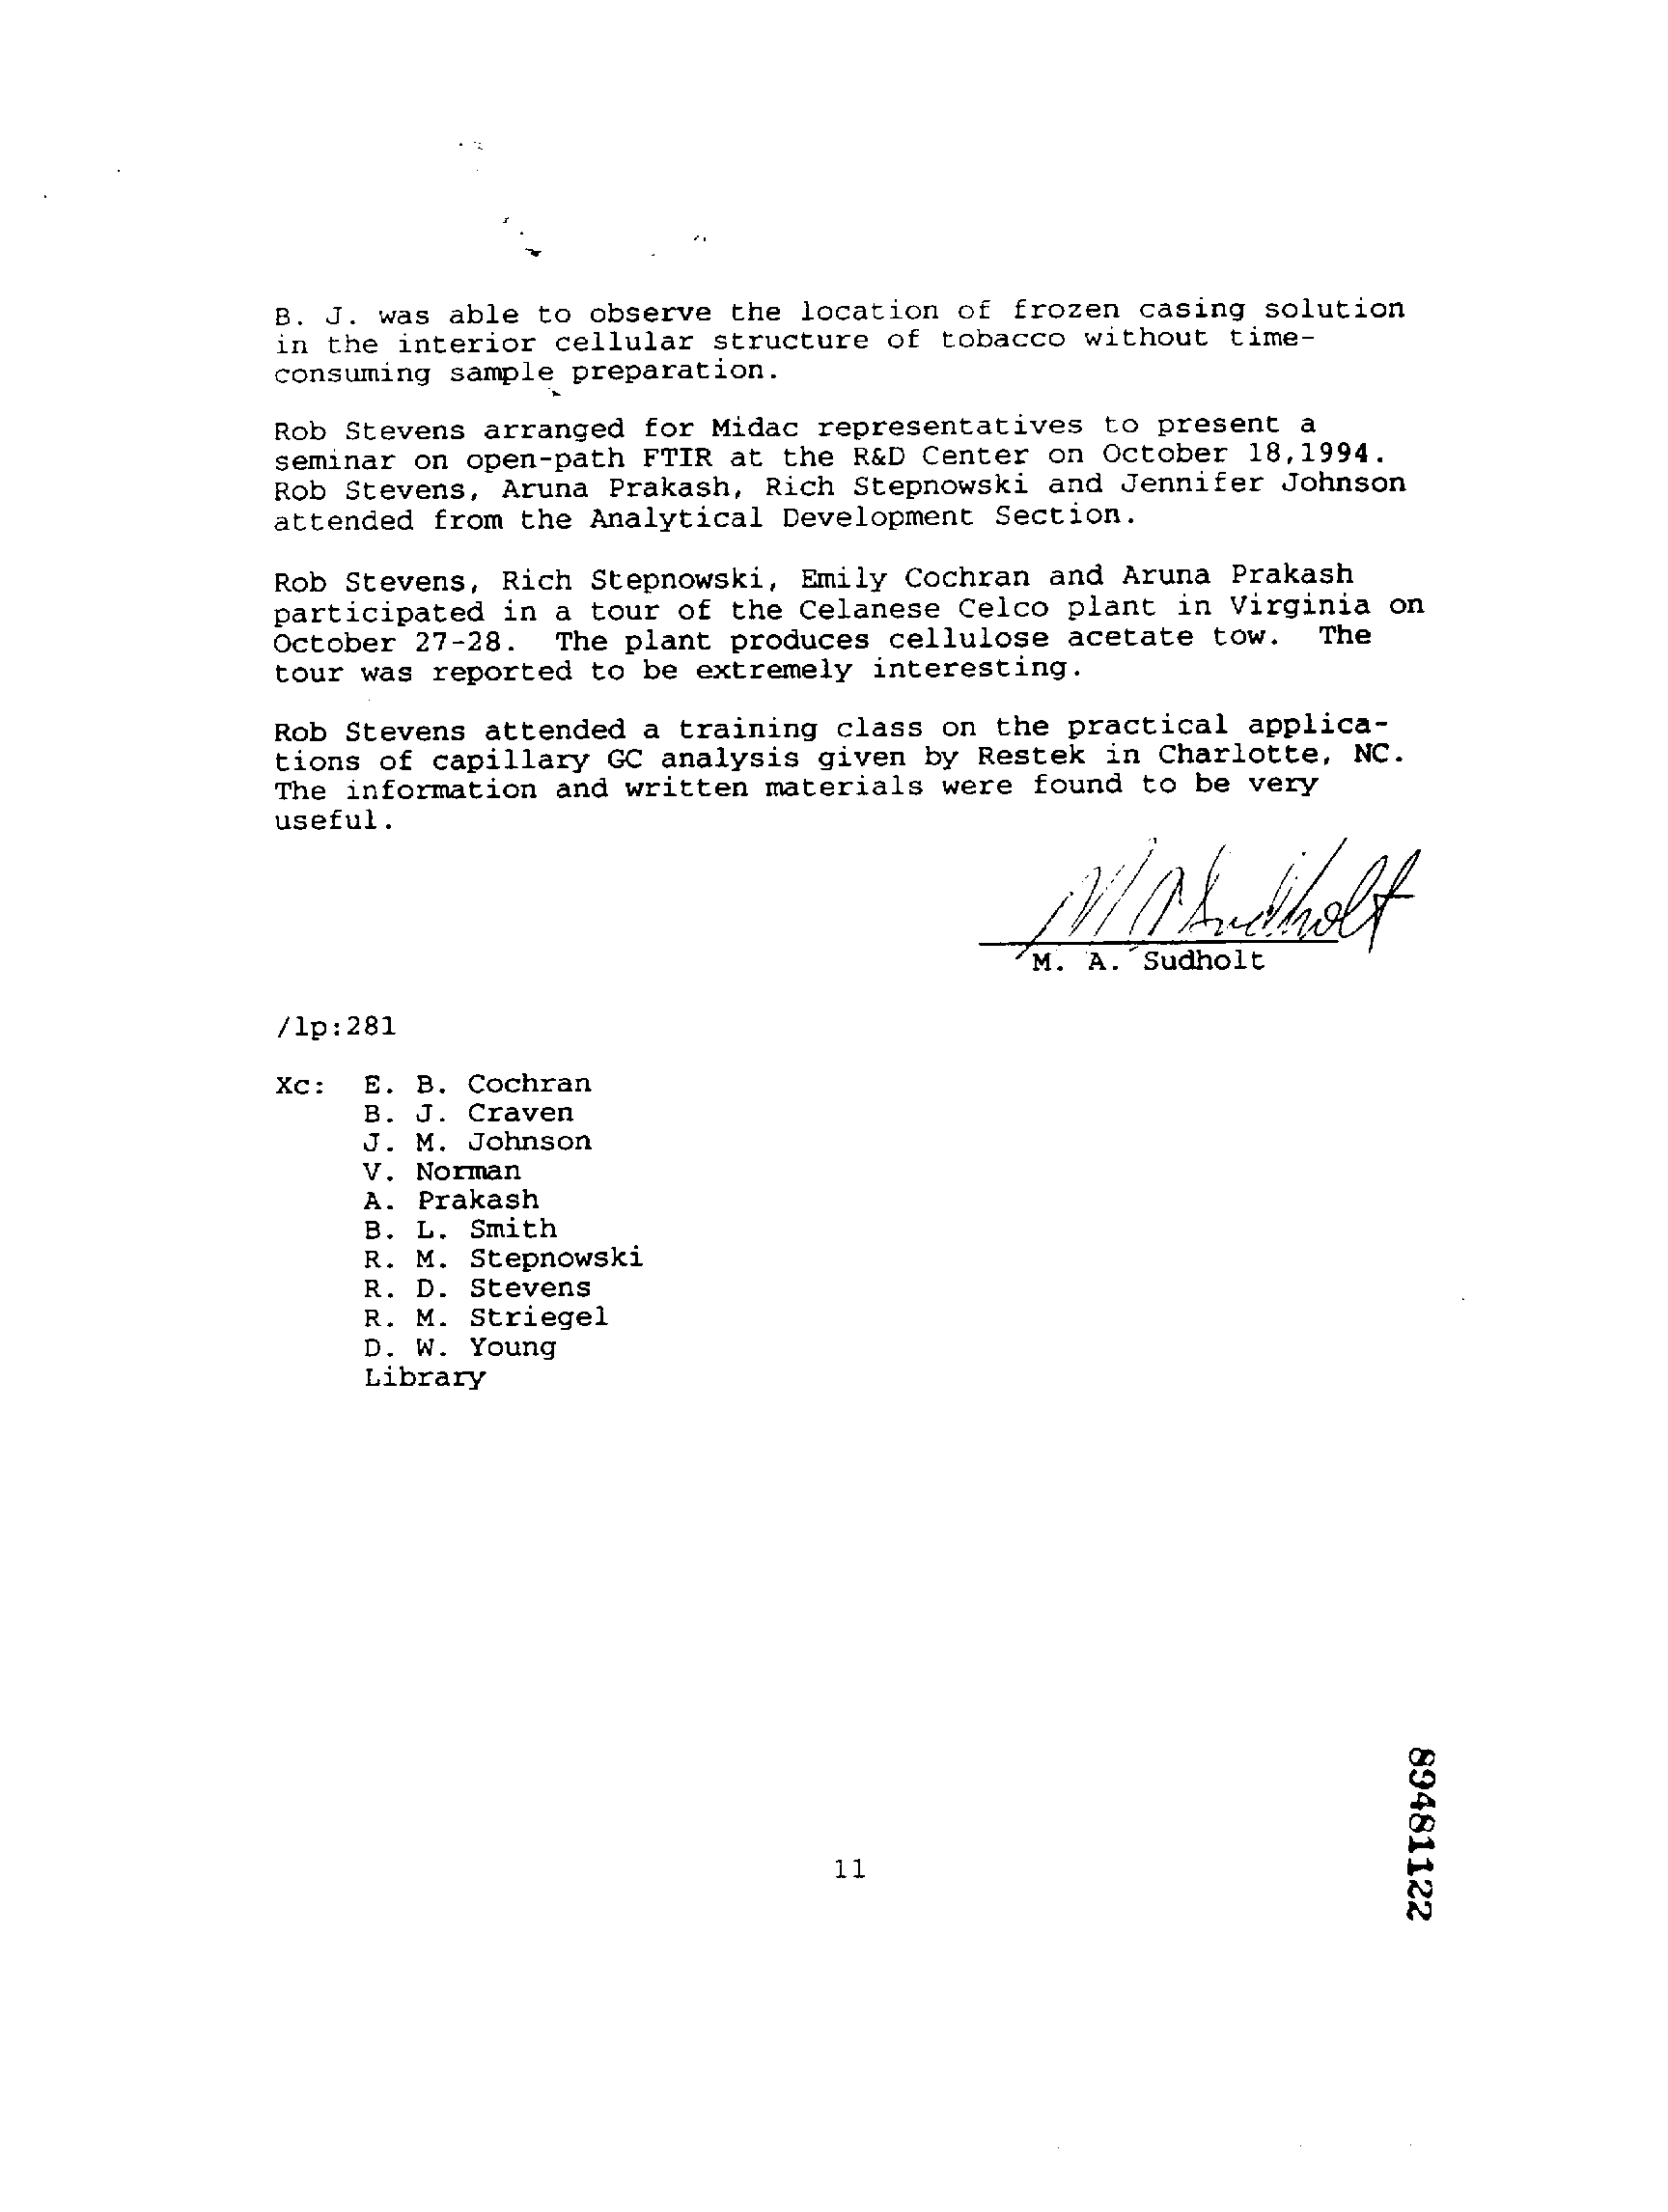 B. J. was able to observe the location of frozen casing solution
in the interior cellular structure of tobacco without time-
consuming sample preparation.
Rob Stevens arranged for Midac representatives to present a
seminar on open-path FTIR at the R&D Center on October 18,1994.
Rob Stevens, Aruna Prakash, Rich Stepnowski and Jennifer Johnson
attended from the Analytical Development Section.
Rob Stevens, Rich Stepnowski, Emily Cochran and Aruna Prakash
participated in a tour of the Celanese Celco plant in Virginia on
October 27-28.  The plant produces cellulose acetate tow.  The
tour was reported to be extremely interesting.
Rob Stevens attended a training class on the practical applica-
tions of capillary GC analysis given by Restek in Charlotte, NC.
The information and written materials were found to be very
useful.
M A Sudholt
M. A. Sudholt
/lp:281
Xc: E. B. Cochran
B. J. Craven
J. M. Johnson
V. Norman
A. Prakash
B. L. Smith
R. M. Stepnowski
R. D. Stevens
R. M. Striegel
D. W. Young
Library
11
89481122